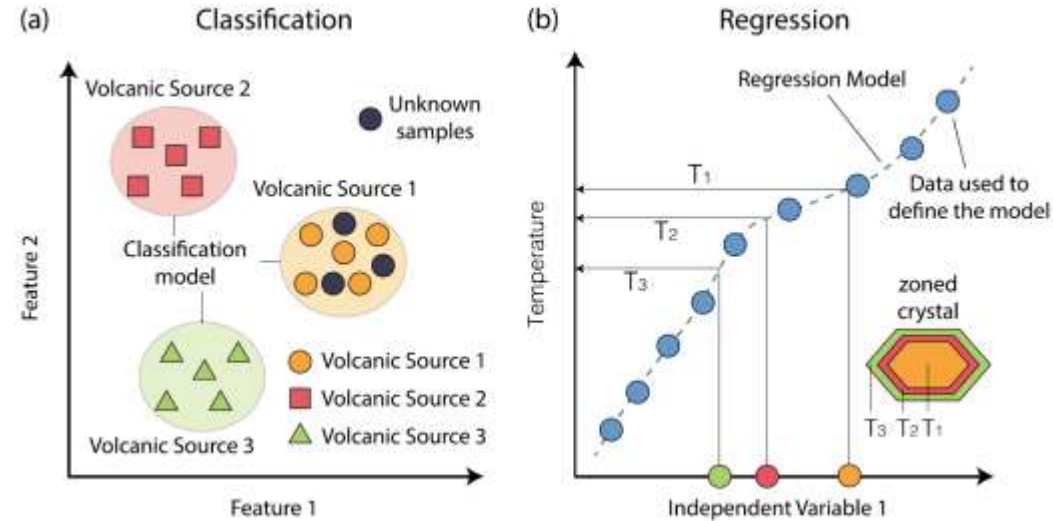 (a)
Classification
Volcanic Source 2
Unknown
samples
Volcanic Source 1
Classification
model
Volcanic Source 3
Volcanic Source 1
Volcanic Source 2
Volcanic Source 3
Feature 2
Feature 1
(b)
Regression
Regression Model
T1
T2
T3
Data used to
define the model
zoned
crystal
T3 T2 T1
Temperature
Independent Variable 1